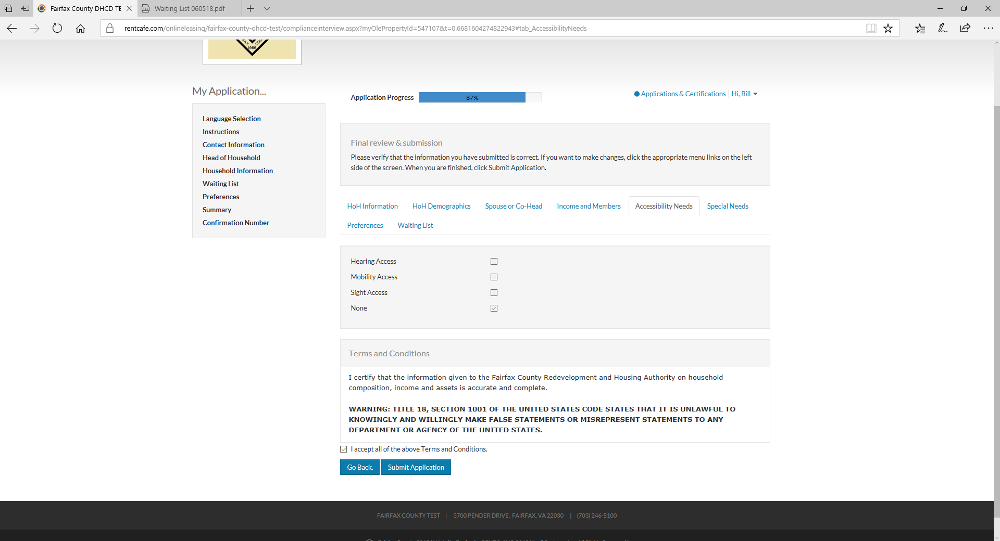 Fairfax County DHCD TE
Waiting List 060518.pdf
rentcafe.com/onlineleasing/fairfax-county-dhcd-test/complianceinterview.aspx?myOlePropertyId=547107&t=0.6681604274822943#tab_AccessibilityNeeds
1966
My Application...
Application Progress
87%
Applications & Certifications
Hi, Bill
Language Selection
Instructions
Contact Information
Head of Household
Household Information
Waiting List
Preferences
Summary
Confirmation Number
Final review & submission
Please verify that the information you have submitted is correct. If you want to make changes, click the appropriate menu links on the left
side of the screen. When you are finished, click Submit Application.
HoH Information
HoH Demographics
Spouse or Co-Head
Income and Members
Accessibility Needs
Special Needs
Preferences
Waiting List
Hearing Access
Mobility Access
Sight Access
None
Terms and Conditions
I certify that the information given to the Fairfax County Redevelopment and Housing Authority on household
composition, income and assets is accurate and complete.
WARNING: TITLE 18, SECTION 1001 OF THE UNITED STATES CODE STATES THAT IT IS UNLAWFUL TO
KNOWINGLY AND WILLINGLY MAKE FALSE STATEMENTS OR MISREPRESENT STATEMENTS TO ANY
DEPARTMENT OR AGENCY OF THE UNITED STATES.
I accept all of the above Terms and Conditions.
Go Back.
Submit Application
FAIRFAX COUNTY TEST | 3700 PENDER DRIVE, FAIRFAX, VA 22030 | (703) 246-5100